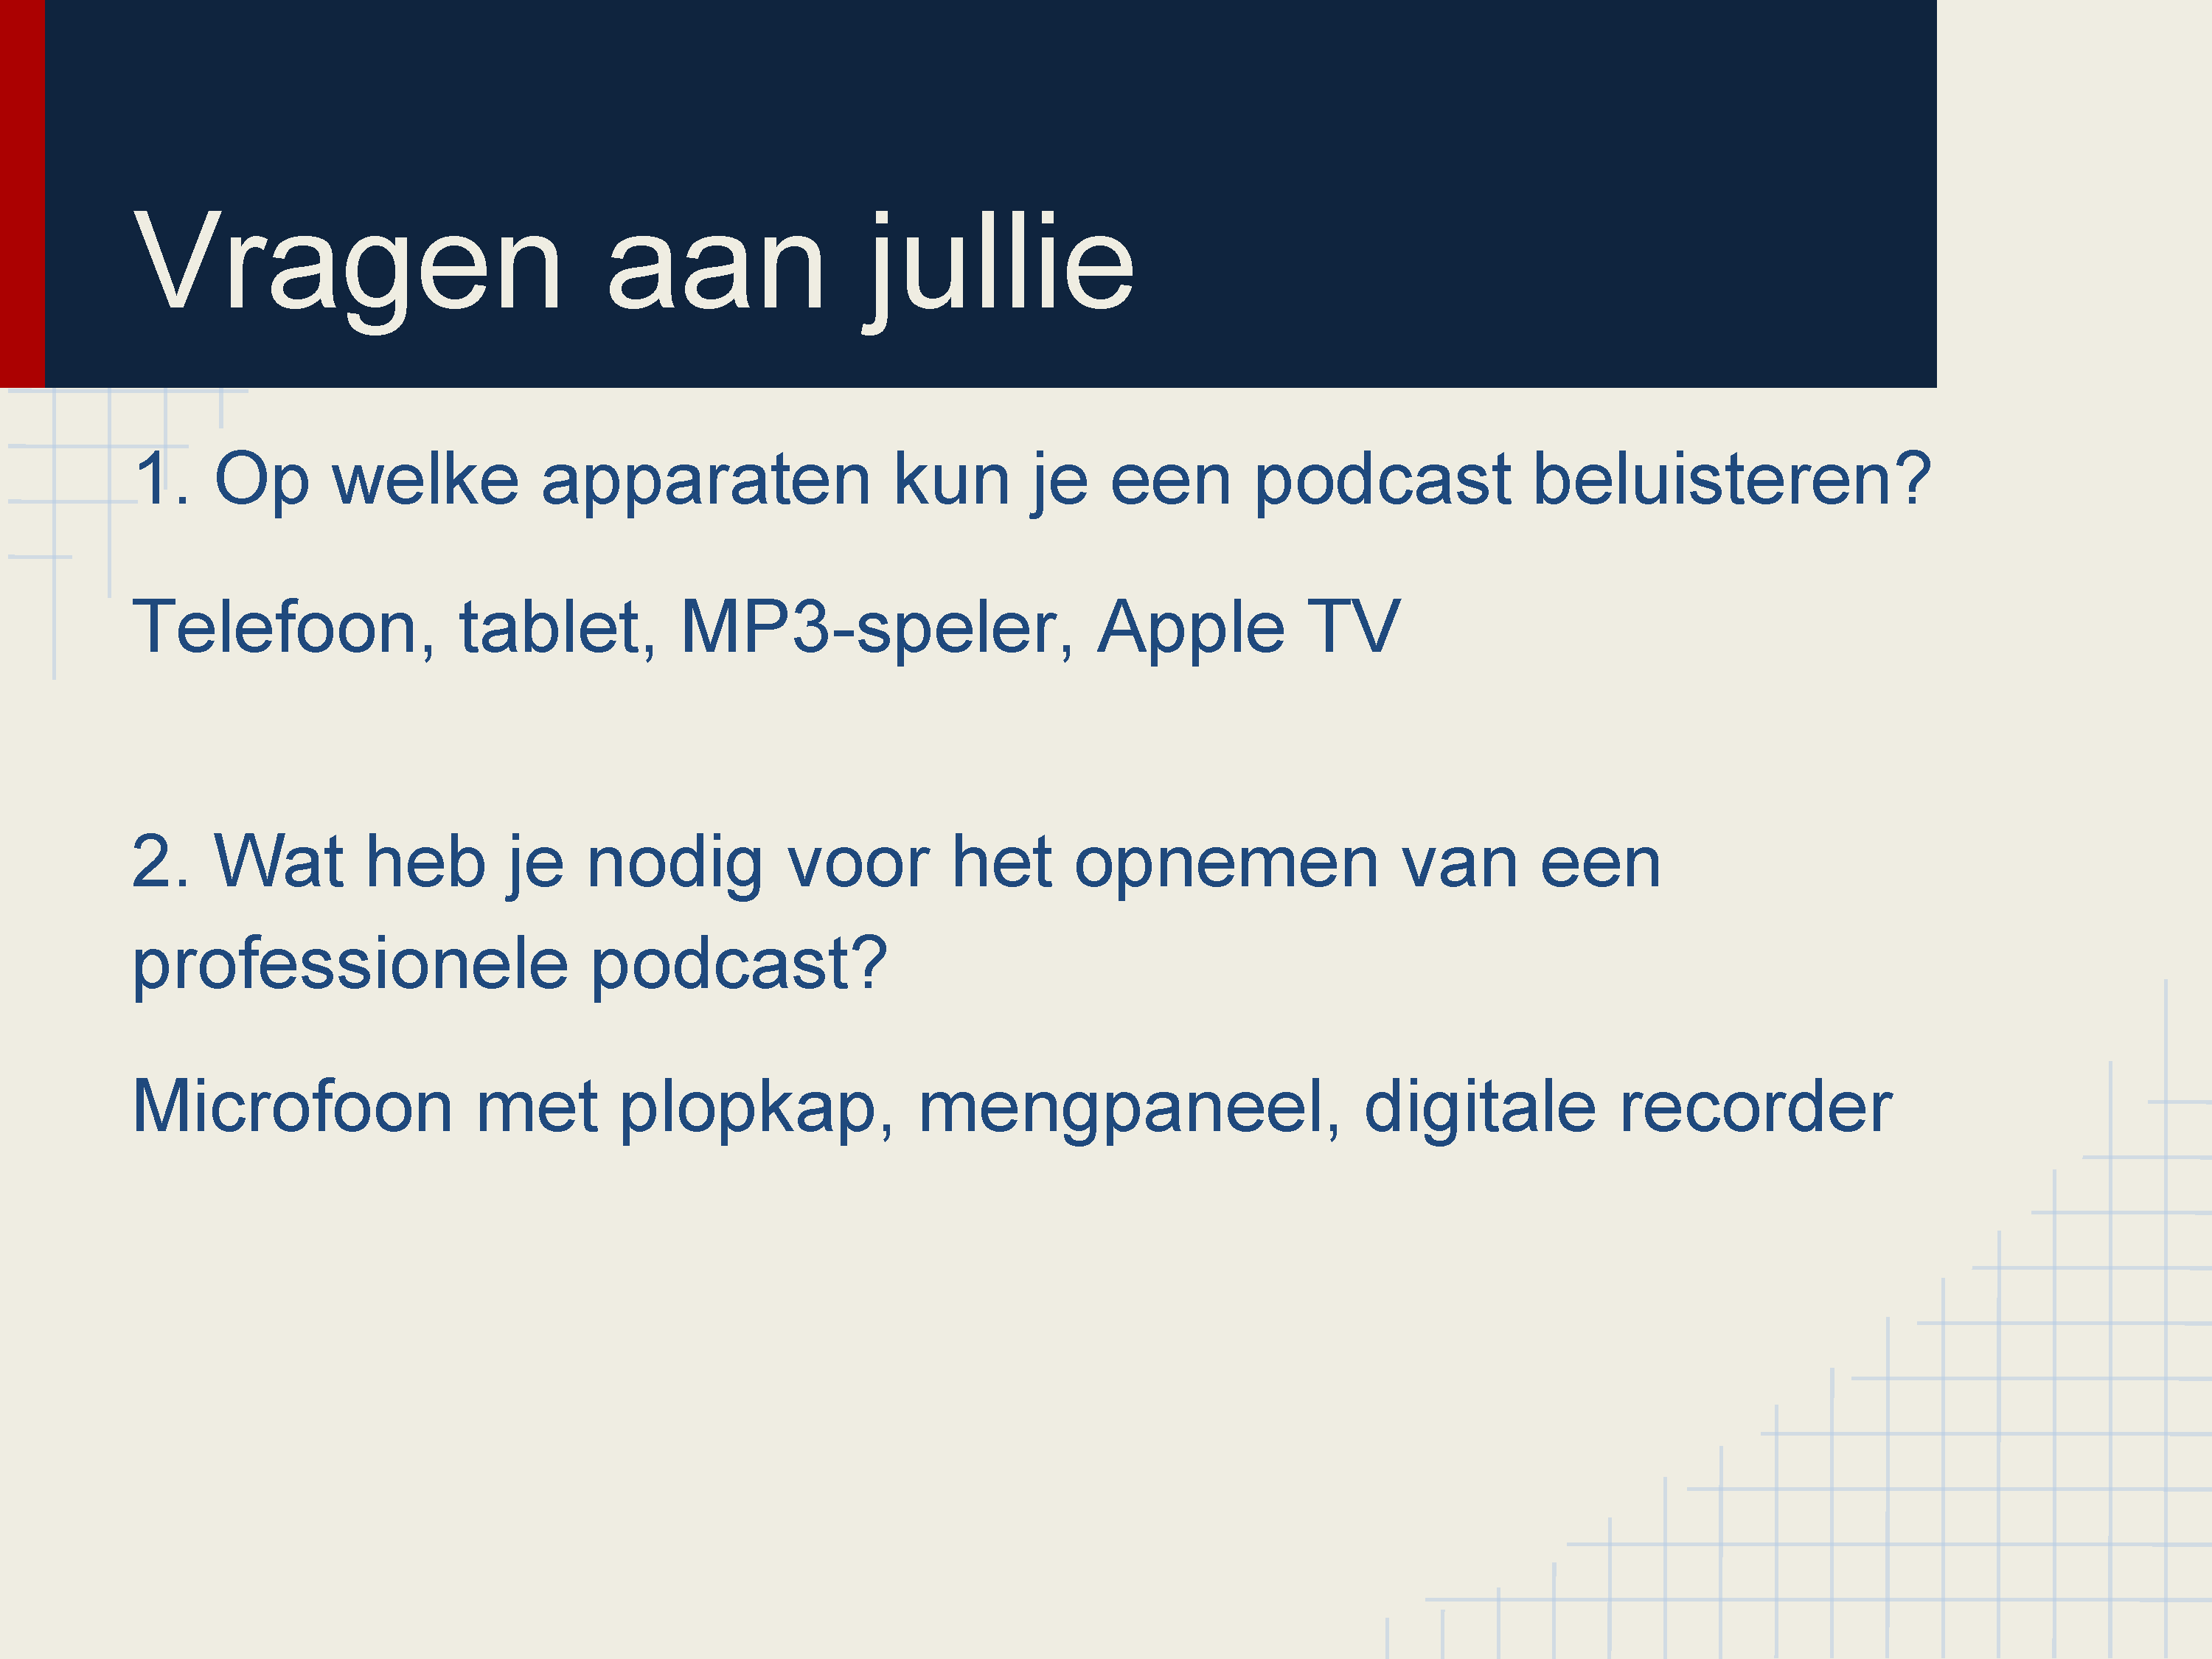 Vragen aan jullie
1. Op welke apparaten kun je een podcast beluisteren?
Telefoon, tablet, MP3-speler, Apple TV
2. Wat heb je nodig voor het opnemen van een
professionele podcast?
Microfoon met plopkap, mengpaneel, digitale recorder